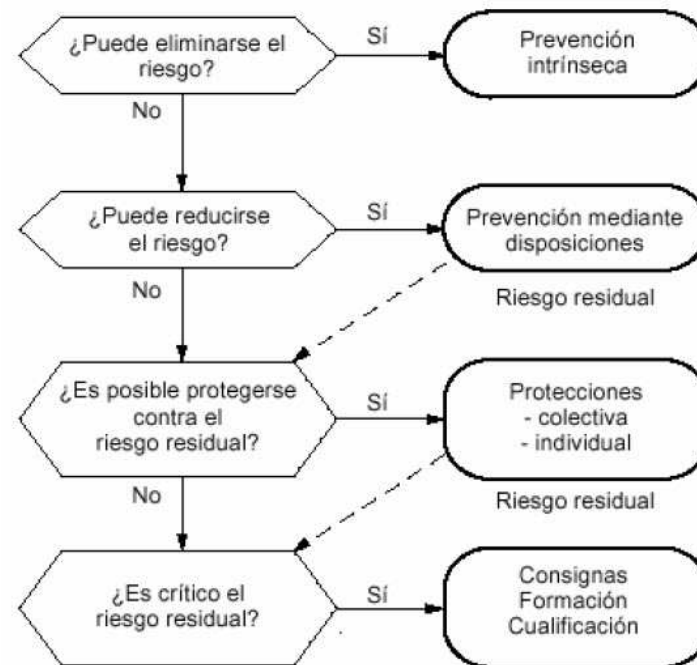 ¿Puede eliminarse el
riesgo?
Sí
Prevención
intrínseca
No
¿Puede reducirse
el riesgo?
Sí
Prevención mediante
disposiciones
No
Riesgo residual
¿Es posible protegerse
contra el
riesgo residual?
Sí
Protecciones
- colectiva
- individual
No
Riesgo residual
¿Es crítico el
riesgo residual?
Sí
Consignas
Formación
Cualificación